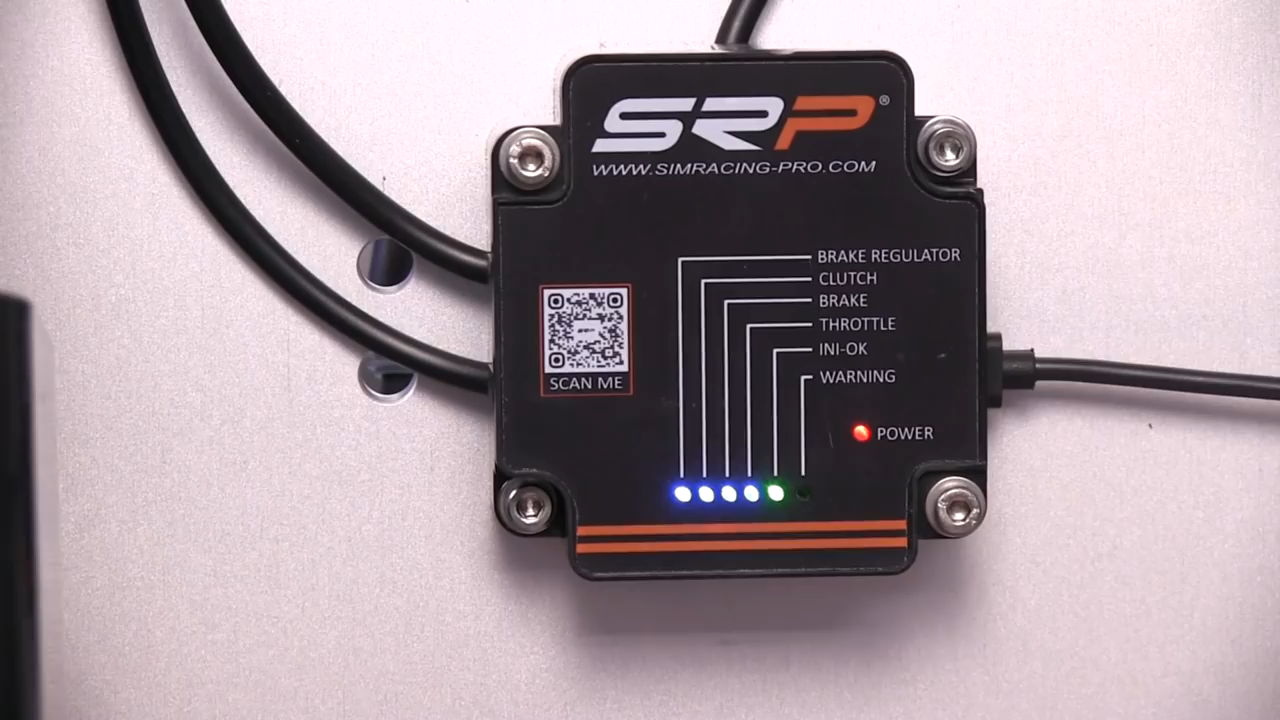 SRP®
WWW.SIMRACING-PRO.COM
BRAKE REGULATOR
CLUTCH
BRAKE
THROTTLE
INI-OK
WARNING
SCAN ME
POWER